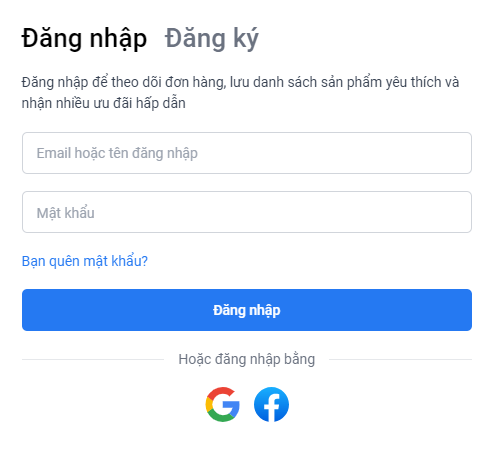 Đăng nhập Đăng ký
Đăng nhập để theo dõi đơn hàng, lưu danh sách sản phẩm yêu thích và
nhận nhiều ưu đãi hấp dẫn
Email hoặc tên đăng nhập
Mật khẩu
Bạn quên mật khẩu?
Đăng nhập
Hoặc đăng nhập bằng